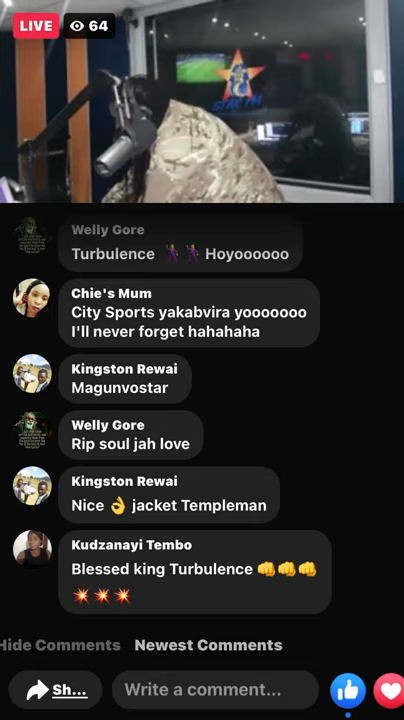 LIVE 64
STAR FM
Welly Gore
Turbulence 💃💃 Hoyoooooo
Chie's Mum
City Sports yakabvira yooooooo
I'll never forget hahahaha
Kingston Rewai
Magunvostar
Welly Gore
Rip soul jah love
Kingston Rewai
Nice 👌 jacket Templeman
Kudzanayi Tembo
Blessed king Turbulence 👊👊👊
💥💥💥
Hide Comments Newest Comments
Sh... Write a comment...